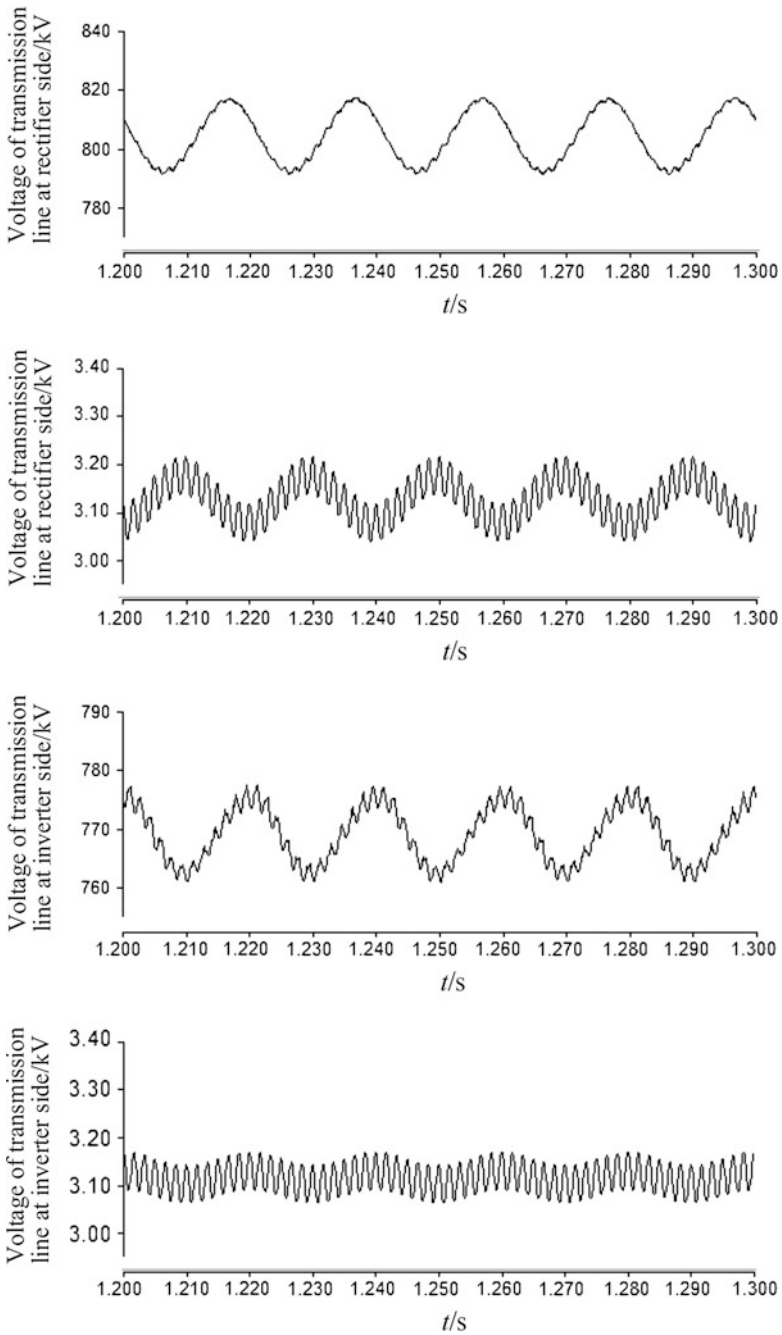 Voltage of transmission
line at rectifier side/kV
840
820
800
780
1.200 1.210 1.220 1.230 1.240 1.250 1.260 1.270 1.280 1.290 1.300
t/s
Voltage of transmission
line at rectifier side/kV
3.40
3.30
3.20
3.10
3.00
1.200 1.210 1.220 1.230 1.240 1.250 1.260 1.270 1.280 1.290 1.300
t/s
Voltage of transmission
line at inverter side/kV
790
780
770
760
1.200 1.210 1.220 1.230 1.240 1.250 1.260 1.270 1.280 1.290 1.300
t/s
Voltage of transmission
line at inverter side/kV
3.40
3.30
3.20
3.10
3.00
1.200 1.210 1.220 1.230 1.240 1.250 1.260 1.270 1.280 1.290 1.300
t/s